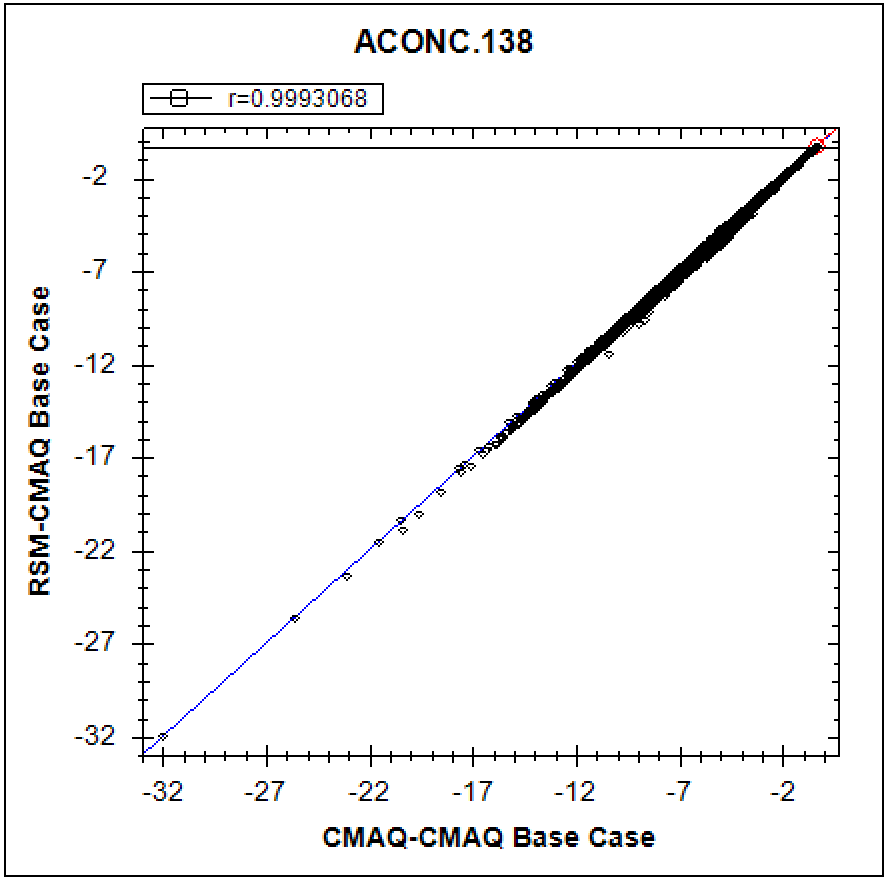 ACONC.138
r=0.9993068
-2
-7
-12
-17
-22
-27
-32
RSM-CMAQ Base Case
-32 -27 -22 -17 -12 -7 -2
CMAQ-CMAQ Base Case